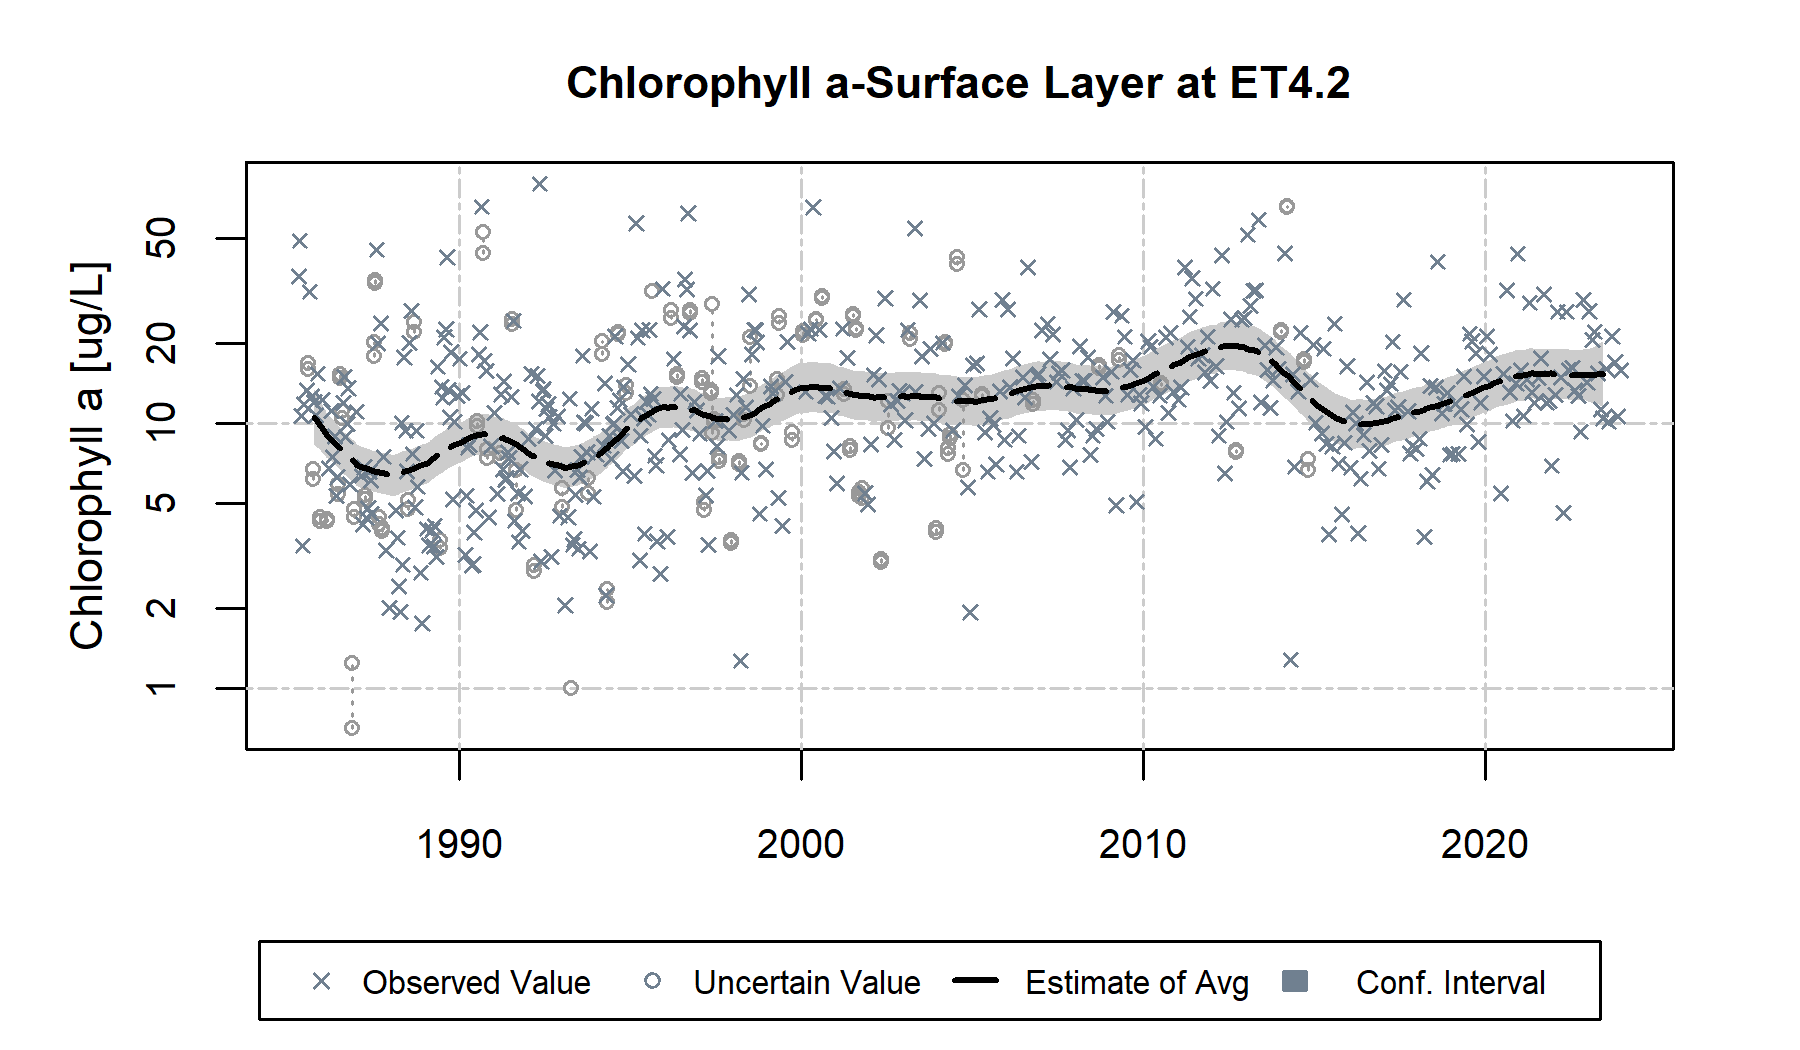 Chlorophyll a-Surface Layer at ET4.2
Chlorophyll a [ug/L]
50
20
10
5
2
1
1990 2000 2010 2020
Observed Value Uncertain Value Estimate of Avg Conf. Interval